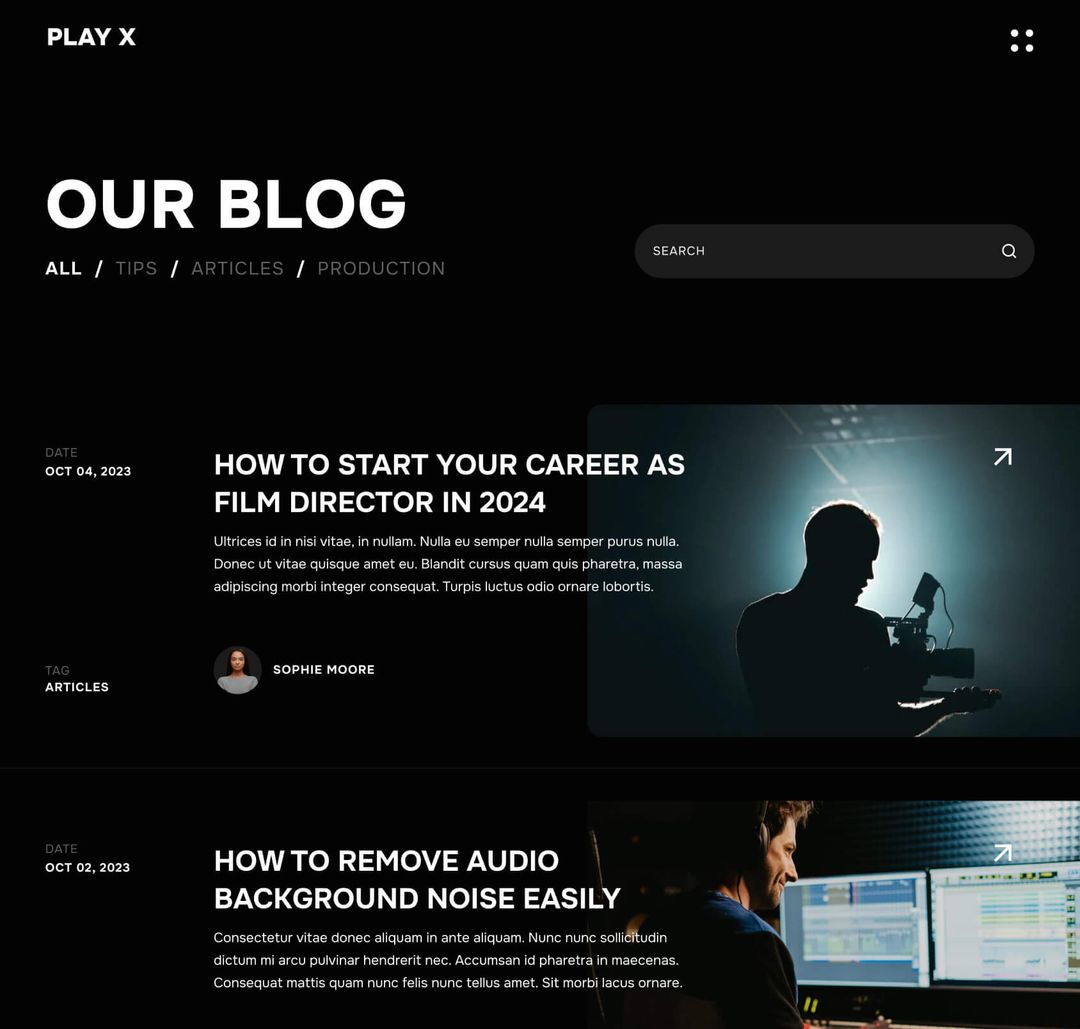 PLAY X
OUR BLOG
ALL / TIPS / ARTICLES / PRODUCTION
SEARCH
DATE
OCT 04, 2023
HOW TO START YOUR CAREER AS
FILM DIRECTOR IN 2024
Ultrices id in nisi vitae, in nullam. Nulla eu semper nulla semper purus nulla.
Donec ut vitae quisque amet eu. Blandit cursus quam quis pharetra, massa
adipiscing morbi integer consequat. Turpis luctus odio ornare lobortis.
TAG
ARTICLES
SOPHIE MOORE
DATE
OCT 02, 2023
HOW TO REMOVE AUDIO
BACKGROUND NOISE EASILY
Consectetur vitae donec aliquam in ante aliquam. Nunc nunc sollicitudin
dictum mi arcu pulvinar hendrerit nec. Accumsan id pharetra in maecenas.
Consequat mattis quam nunc felis nunc tellus amet. Sit morbi lacus ornare.